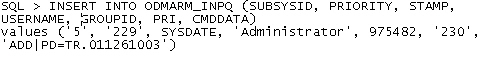 SQL > INSERT INTO ODMARM_INPQ (SUBSYSID, PRIORITY, STAMP,
USERNAME, GROUPID, PRI, CMDDATA)
values ('5', '229', SYSDATE, 'Administrator', 975482, '230',
'ADD|PD=TR.011261003')